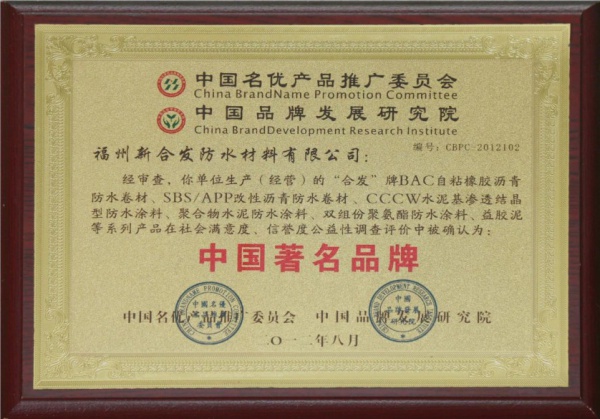 中国名优产品推广委员会
China BrandName Promotion Committee
中国品牌发展研究院
China BrandDevelopment Research Institute
编号：CBPC 2012102
福州新合发防水材料有限公司：
经审查，你单位生产（经营）的“合发”牌BAC自粘橡胶沥青
防水卷材、SBS/APP改性沥青防水卷材、CCCW水泥基渗透结晶
型防水涂料、聚合物水泥防水涂料、双组份聚氨酯防水涂料、益胶泥
等系列产品在社会满意度、信誉度公益性调查评价中被确认为：
中国著名品牌
中国名优产品推广委员会 中国品牌发展研究院
二〇一二年八月